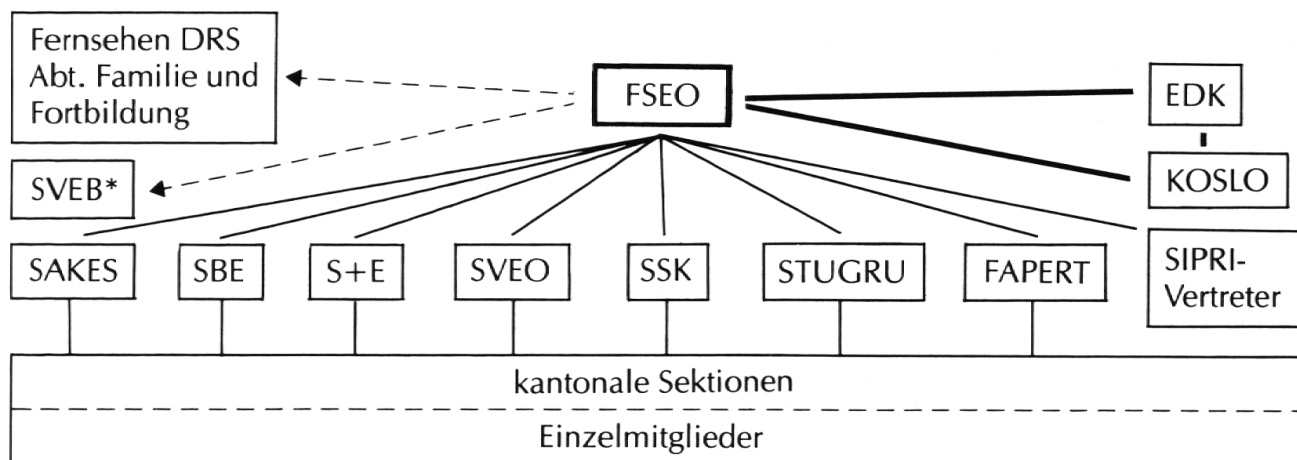 Fernsehen DRS
Abt. Familie und
Fortbildung
FSEO
EDK
SVEB*
KOSLO
SAKES
SBE
S+E
SVEO
SSK
STUGRU
FAPERT
SIPRI-
Vertreter
kantonale Sektionen
Einzelmitglieder